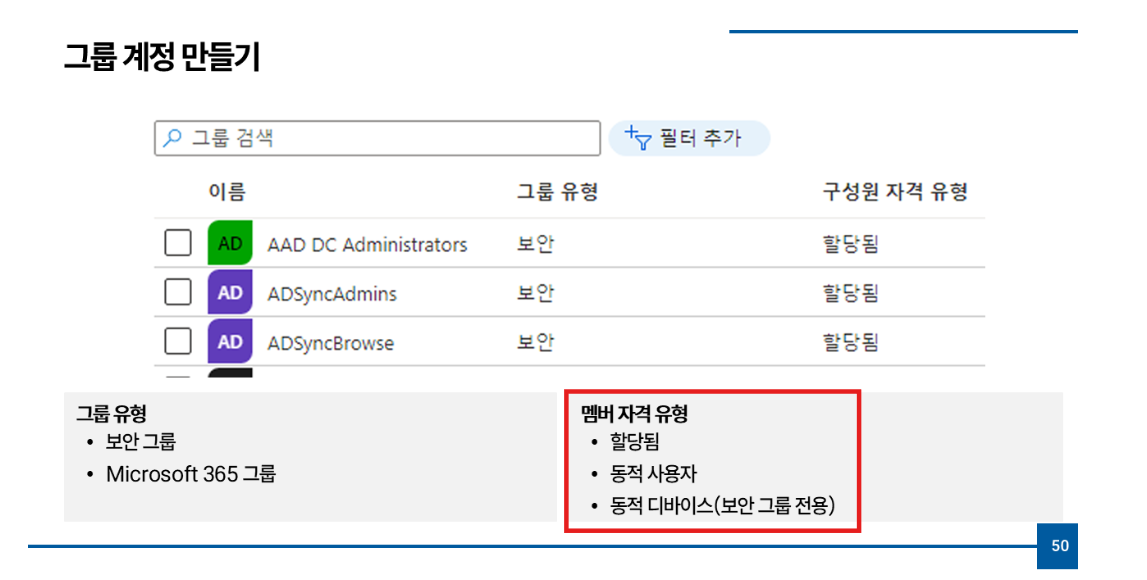 그룹 계정 만들기
그룹 검색
필터 추가
이름 그룹 유형 구성원 자격 유형
AD AAD DC Administrators 보안 할당됨
AD ADSyncAdmins 보안 할당됨
AD ADSyncBrowse 보안 할당됨
그룹 유형
• 보안 그룹
• Microsoft 365 그룹
멤버 자격 유형
• 할당됨
• 동적 사용자
• 동적 디바이스(보안 그룹 전용)
50